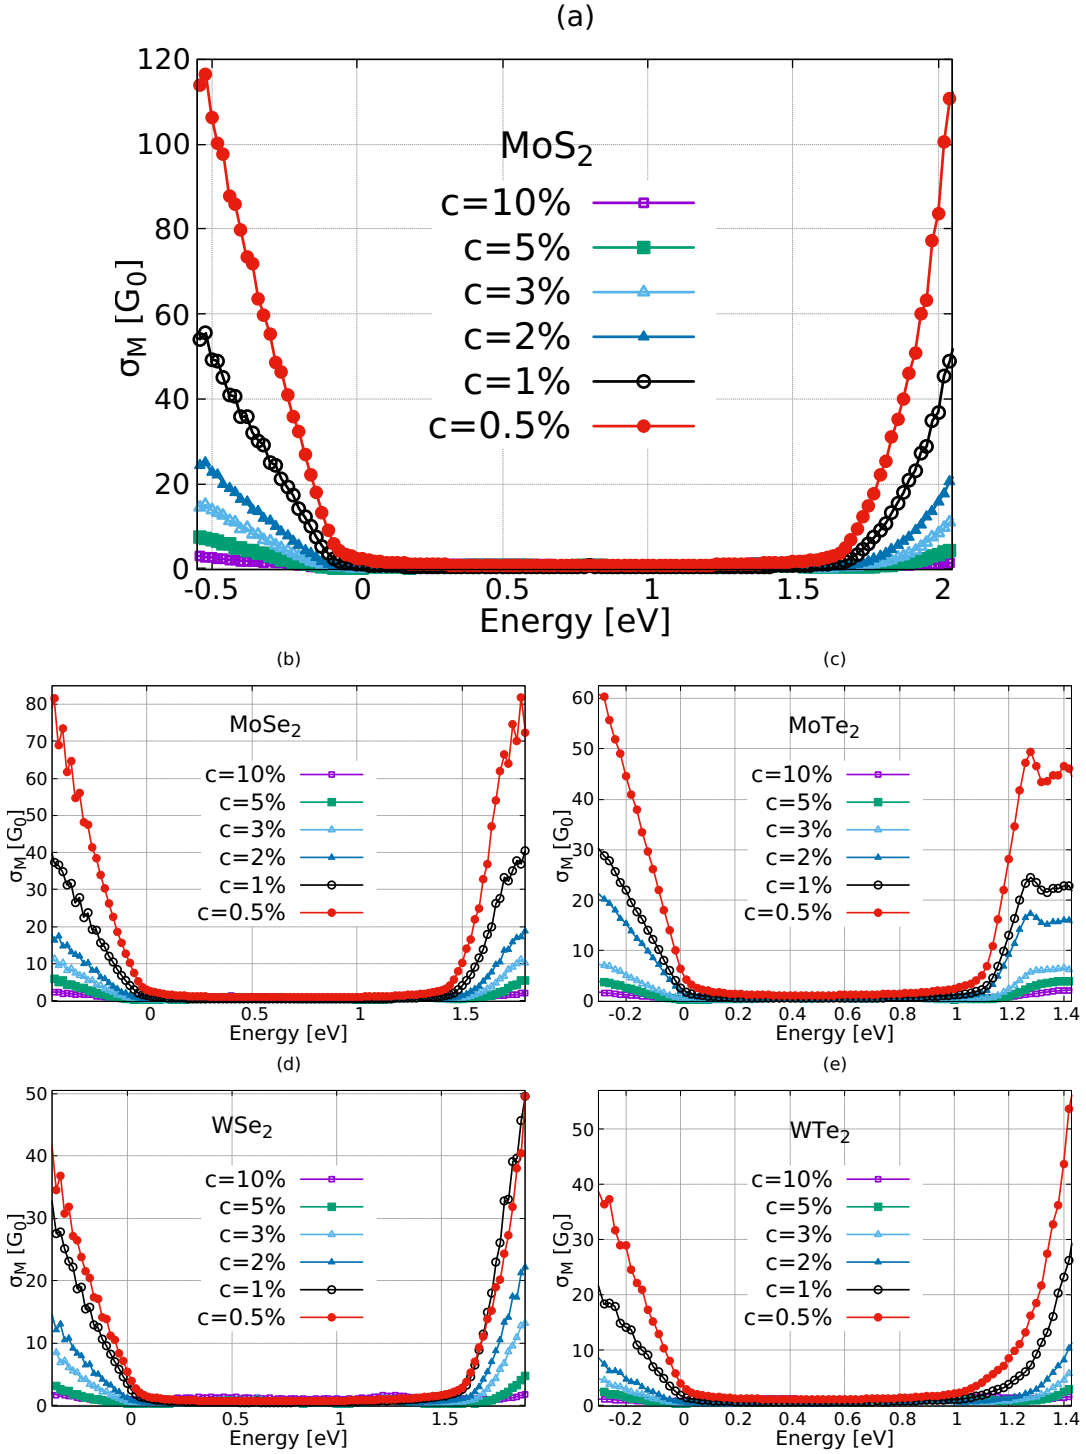 (a)
120
100
80
60
40
20
0
σM [G0]
MoS2
c=10%
c=5%
c=3%
c=2%
c=1%
c=0.5%
-0.5 0 0.5 1 1.5 2
Energy [eV]
(b)
80
70
60
50
40
30
20
10
0
σM [G0]
MoSe2
c=10%
c=5%
c=3%
c=2%
c=1%
c=0.5%
0 0.5 1 1.5
Energy [eV]
(c)
60
50
40
30
20
10
0
σM [G0]
MoTe2
c=10%
c=5%
c=3%
c=2%
c=1%
c=0.5%
-0.2 0 0.2 0.4 0.6 0.8 1 1.2 1.4
Energy [eV]
(d)
50
40
30
20
10
0
σM [G0]
WSe2
c=10%
c=5%
c=3%
c=2%
c=1%
c=0.5%
0 0.5 1 1.5
Energy [eV]
(e)
50
40
30
20
10
0
σM [G0]
WTe2
c=10%
c=5%
c=3%
c=2%
c=1%
c=0.5%
-0.2 0 0.2 0.4 0.6 0.8 1 1.2 1.4
Energy [eV]